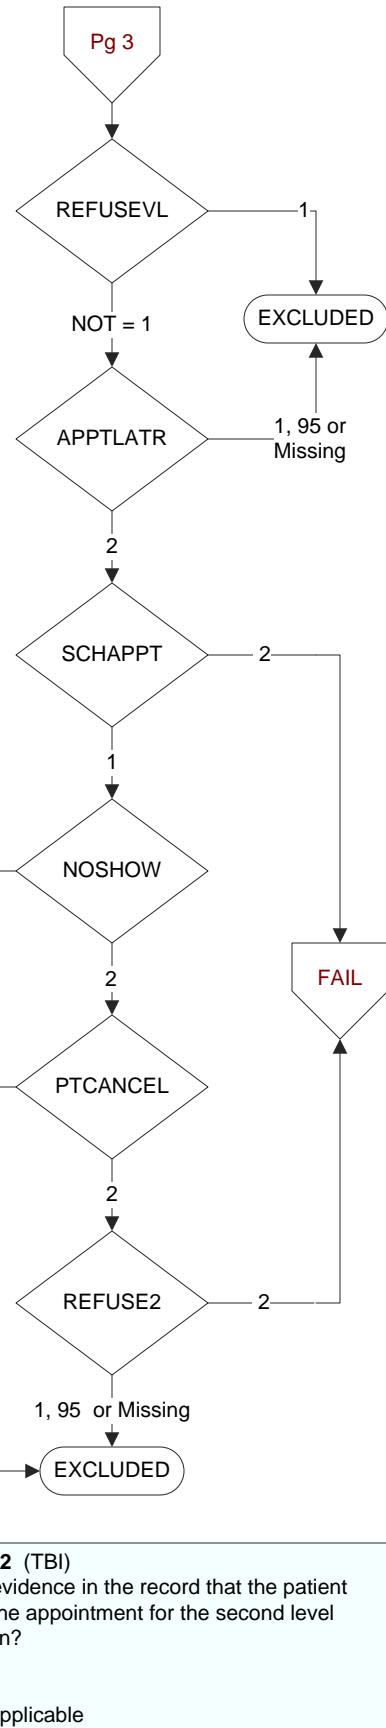 Pg 3
REFUSEVL
1
NOT = 1
EXCLUDED
APPTLATR
1, 95 or
Missing
2
SCHAPPT
2
1
NOSHOW
2
FAIL
PTCANCEL
2
REFUSE2
2
1, 95 or Missing
EXCLUDED
2 (TBI)
evidence in the record that the patient
appointment for the second level